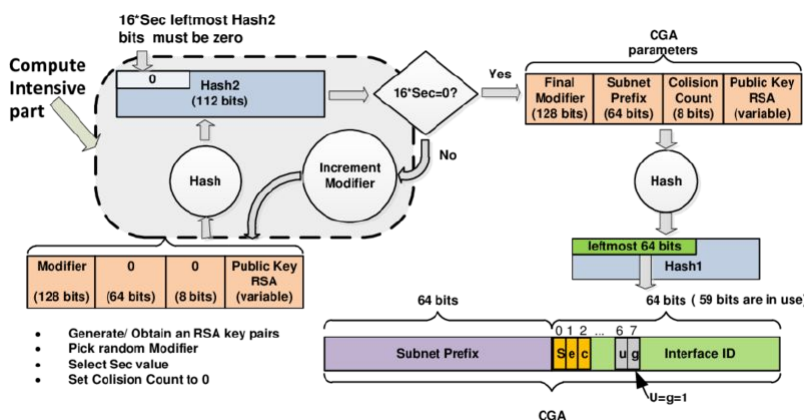 16*Sec leftmost Hash2
bits must be zero
Compute
Intensive
part
0
Hash2
(112 bits)
16*Sec=0?
Yes
No
Hash
Increment
Modifier
Modifier
(128 bits)
0
(64 bits)
0
(8 bits)
Public Key
RSA
(variable)
CGA
parameters
Final
Modifier
(128 bits)
Subnet
Prefix
(64 bits)
Colision
Count
(8 bits)
Public Key
RSA
(variable)
Hash
leftmost 64 bits
Hash1
• Generate/ Obtain an RSA key pairs
• Pick random Modifier
• Select Sec value
• Set Collision Count to 0
64 bits
64 bits ( 59 bits are in use)
0 1 2 ... 6 7
Subnet Prefix
S e c
u g
Interface ID
U=g=1
CGA